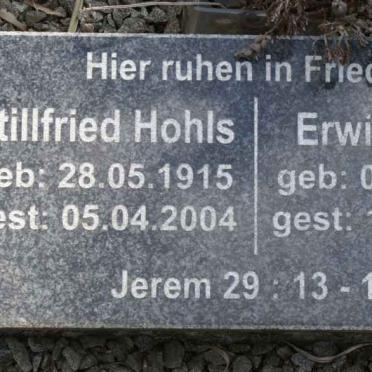 Hier ruhen in Fried
tillfried Hohls Erwi
eb: 28.05.1915 geb: 0
est: 05.04.2004 gest: 1
Jerem 29 : 13 - 1